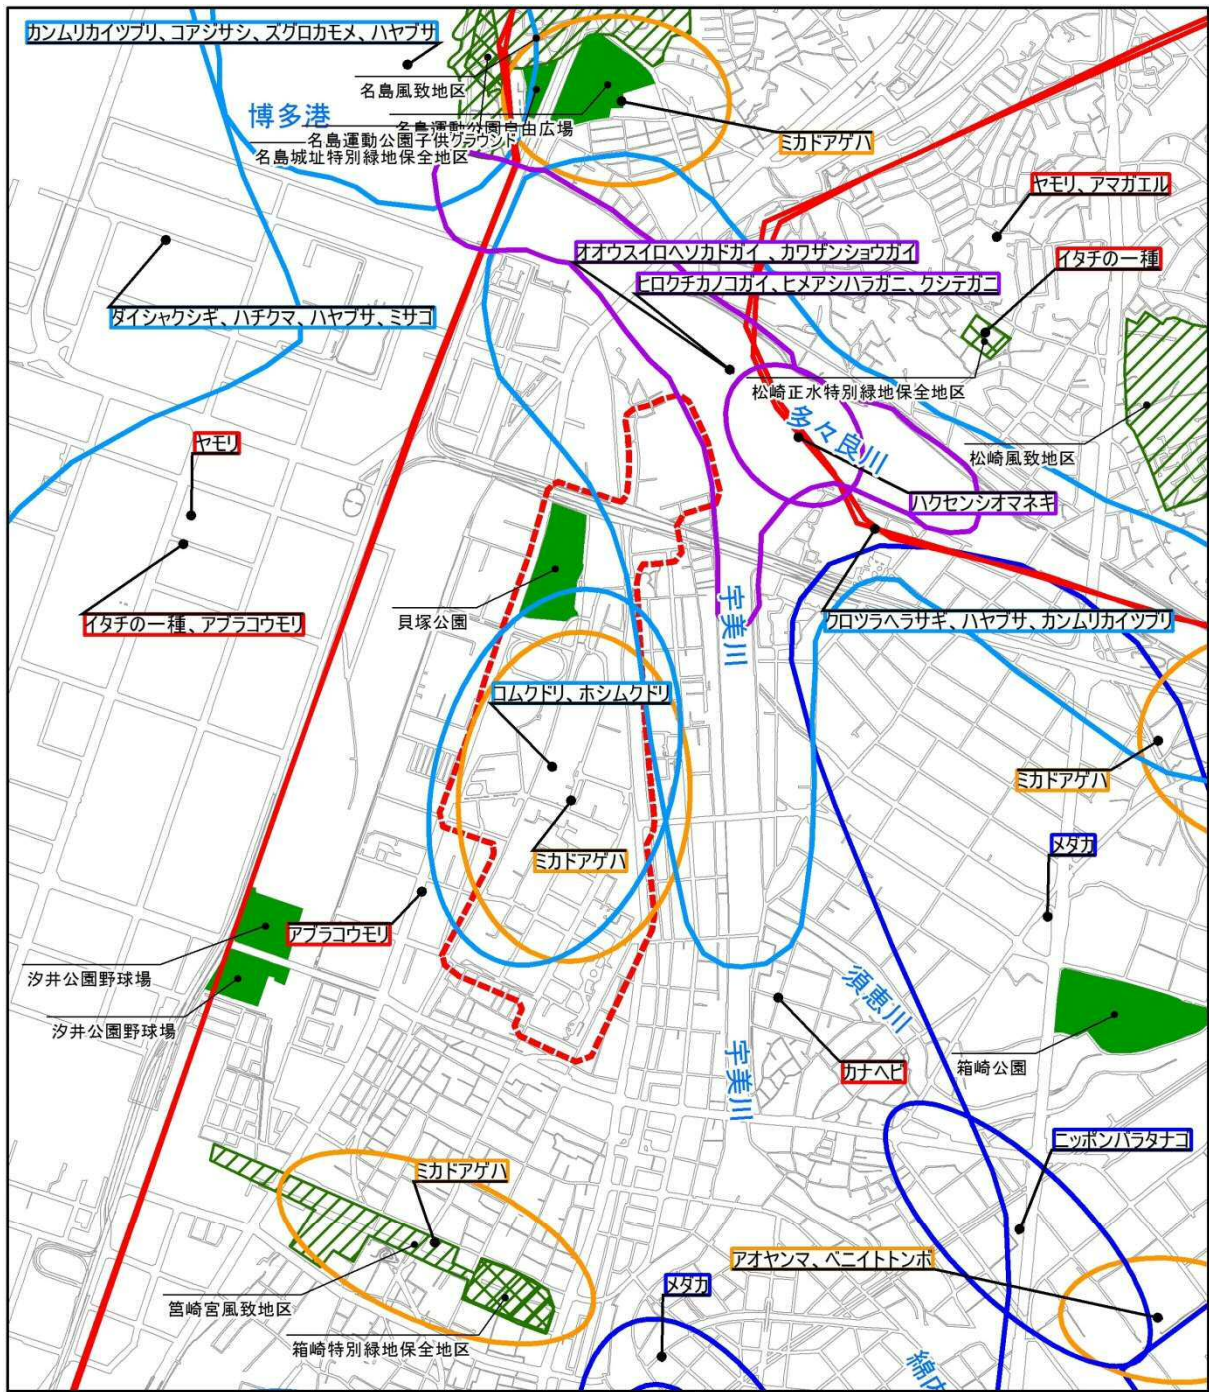 カンムリカイツブリ、コアジサシ、ズグロカモメ、ハヤブサ
名島風致地区
博多港
名島運動公園自由広場
名島運動公園子供グラウンド
名島城址特別緑地保全地区
ミカドアゲハ
ヤモリ、アマガエル
オオウスイロヘソカドガイ、カワザンショウガイ
イタチの一種
ヒロクチカノコガイ、ヒメアシハラガニ、クシテガニ
ダイシャクシギ、ハチクマ、ハヤブサ、ミサゴ
松崎正水特別緑地保全地区
多々良川
ヤモリ
松崎風致地区
ハクセンシオマネキ
貝塚公園
宇美川
イタチの一種、アブラコウモリ
クロツラヘラサギ、ハヤブサ、カンムリカイツブリ
コムクドリ、ホシムクドリ
ミカドアゲハ
メダカ
ミカドアゲハ
アブラコウモリ
汐井公園野球場
須恵川
汐井公園野球場
箱崎公園
カナヘビ
宇美川
ニッポンバラタナゴ
ミカドアゲハ
アオヤンマ、ベニイトトンボ
メダカ
筥崎宮風致地区
箱崎特別緑地保全地区
綿内